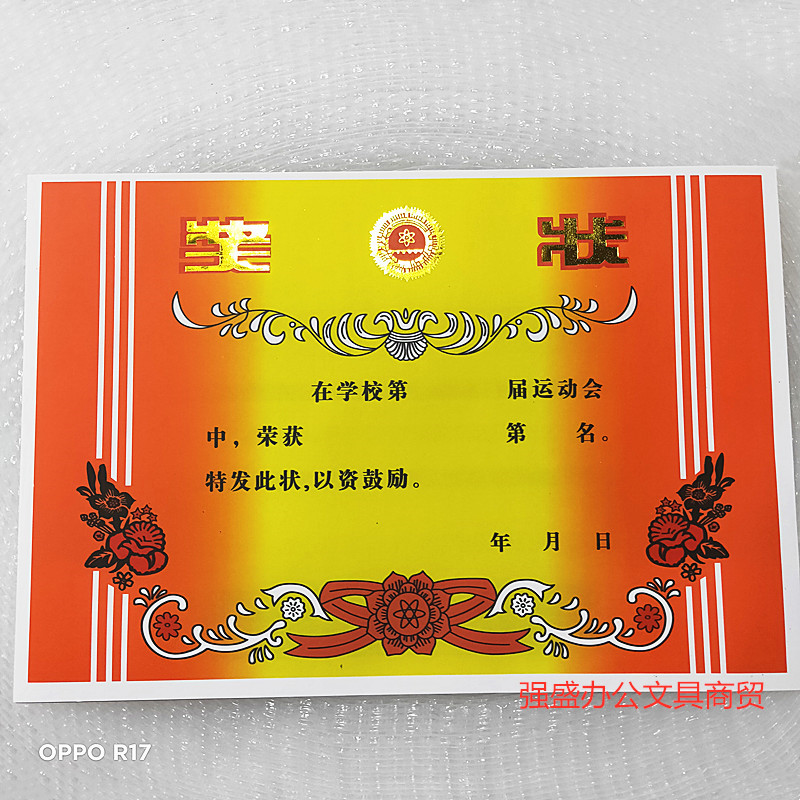 奖 状
在学校第 届运动会
中，荣获 第 名。
特发此状,以资鼓励。
年 月 日
强盛办公文具商贸
OPPO R17